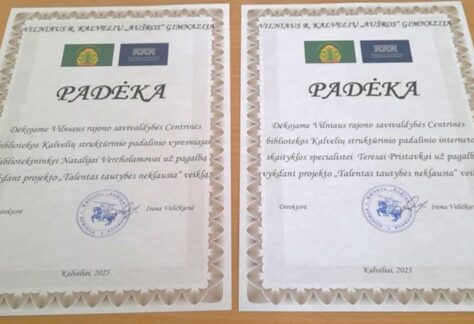 VILNIAUS R. KALVELIŲ „AUŠROS“ GIMNAZIJA
PADĖKA
Dėkojame Vilniaus rajono savivaldybės Centrinės
bibliotekos Kalvelių struktūrinio padalinio vyresniajai
bibliotekininkei Natalijai Vercholamovai už pagalbą
vykdant projekto „Talentas tautybės neklausia“ veiklas
Direktorė Irena Veličkienė
Kalveliai, 2025
VILNIAUS R. KALVELIŲ „AUŠROS“ GIMNAZIJA
PADĖKA
Dėkojame Vilniaus rajono savivaldybės Centrinės
bibliotekos Kalvelių struktūrinio padalinio interneto
skaityklos specialistei Teresai Pristavkai už pagalbą
vykdant projekto „Talentas tautybės neklausia“ veiklas
Direktorė Irena Veličkienė
Kalveliai, 2025